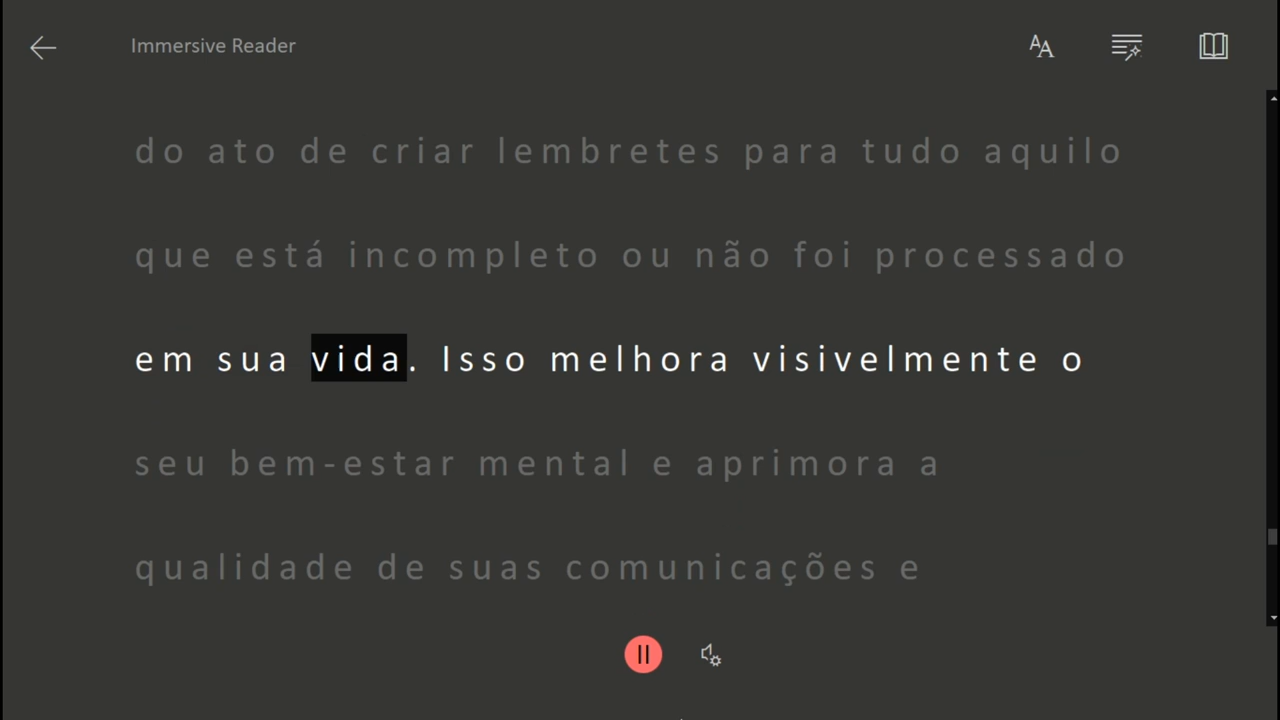 Immersive Reader
do ato de criar lembretes para tudo aquilo
que está incompleto ou não foi processado
em sua vida. Isso melhora visivelmente o
seu bem-estar mental e aprimora a
qualidade de suas comunicações e